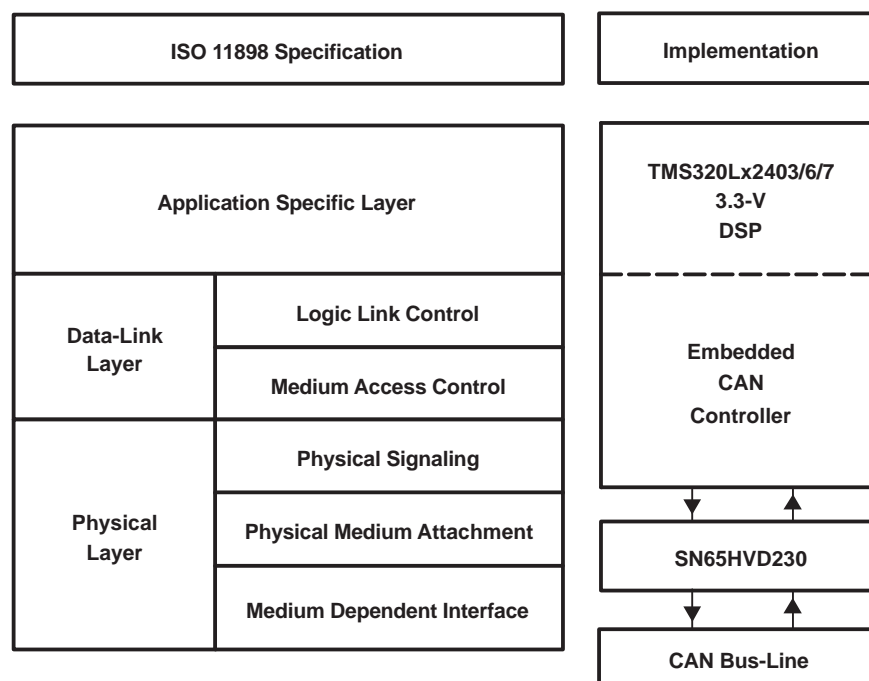 ISO 11898 Specification
Implementation
Application Specific Layer
TMS320Lx2403/6/7
3.3-V
DSP
Data-Link
Layer
Logic Link Control
Medium Access Control
Embedded
CAN
Controller
Physical
Layer
Physical Signaling
Physical Medium Attachment
Medium Dependent Interface
SN65HVD230
CAN Bus-Line